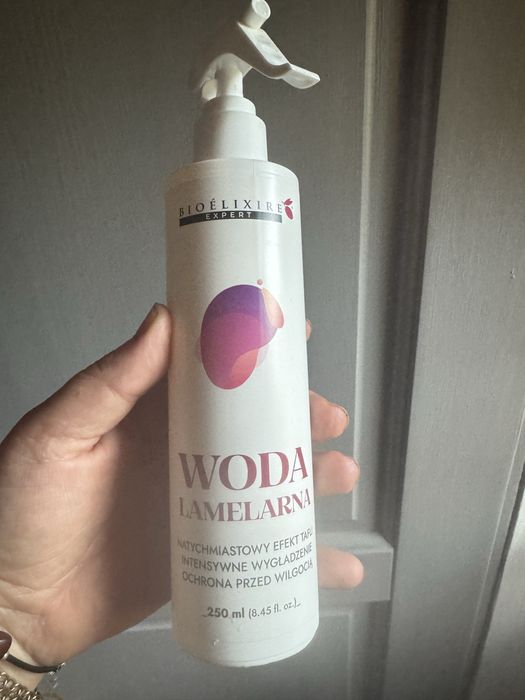 BIOÉLIXIRE
EXPERT
WODA
LAMELARNA
NATYCHMIASTOWY EFEKT TAFLI
INTENSYWNE WYGŁADZENIE
OCHRONA PRZED WILGOCIĄ
250 ml (8.45 fl. oz.)